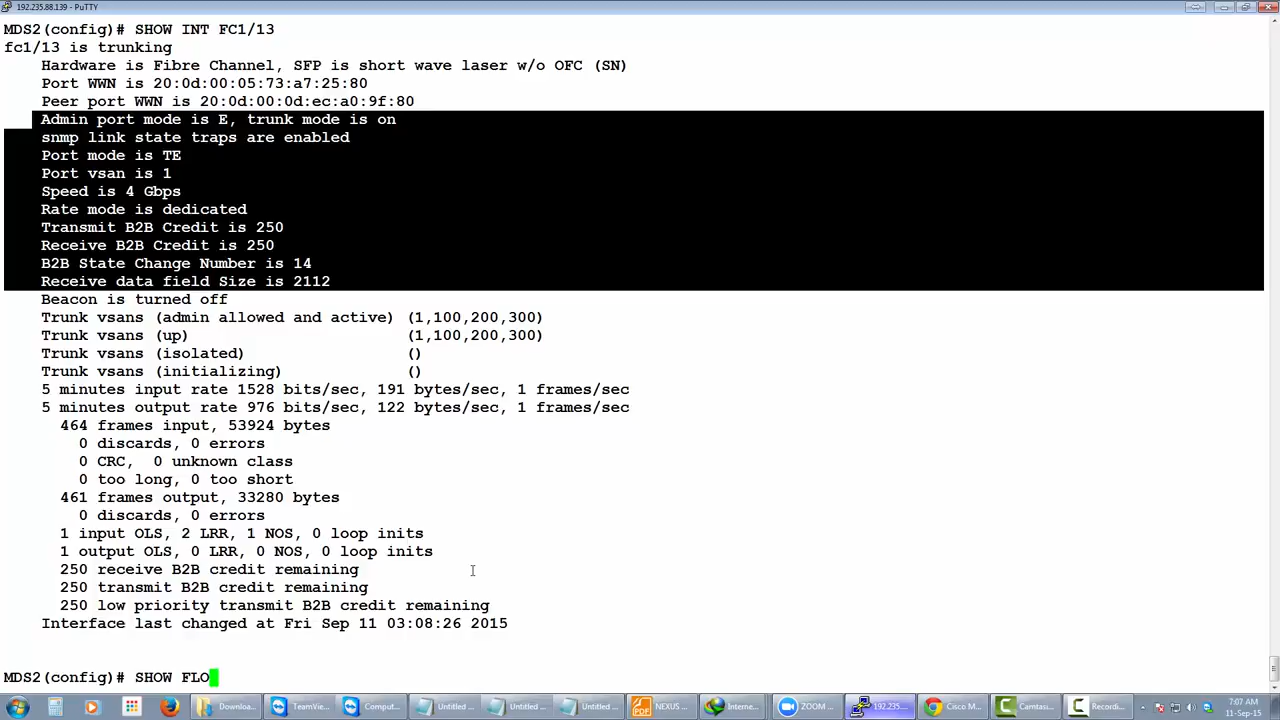 192.235.88.139 - PuTTY
MDS2(config)# SHOW INT FC1/13
fc1/13 is trunking
Hardware is Fibre Channel, SFP is short wave laser w/o OFC (SN)
Port WWN is 20:0d:00:05:73:a7:25:80
Peer port WWN is 20:0d:00:0d:ec:a0:9f:80
Admin port mode is E, trunk mode is on
snmp link state traps are enabled
Port mode is TE
Port vsan is 1
Speed is 4 Gbps
Rate mode is dedicated
Transmit B2B Credit is 250
Receive B2B Credit is 250
B2B State Change Number is 14
Receive data field Size is 2112
Beacon is turned off
Trunk vsans (admin allowed and active) (1,100,200,300)
Trunk vsans (up) (1,100,200,300)
Trunk vsans (isolated) ()
Trunk vsans (initializing) ()
5 minutes input rate 1528 bits/sec, 191 bytes/sec, 1 frames/sec
5 minutes output rate 976 bits/sec, 122 bytes/sec, 1 frames/sec
464 frames input, 53924 bytes
0 discards, 0 errors
0 CRC, 0 unknown class
0 too long, 0 too short
461 frames output, 33280 bytes
0 discards, 0 errors
1 input OLS, 2 LRR, 1 NOS, 0 loop inits
1 output OLS, 0 LRR, 0 NOS, 0 loop inits
250 receive B2B credit remaining
250 transmit B2B credit remaining
250 low priority transmit B2B credit remaining
Interface last changed at Fri Sep 11 03:08:26 2015
MDS2(config)# SHOW FLO
Downloa... TeamVie... Comput... Untitled ... Untitled ... Untitled ... NEXUS ... Interne... ZOOM ... 192.235.... Cisco M... Camtasi... Recordi... 7:07 AM
11-Sep-15